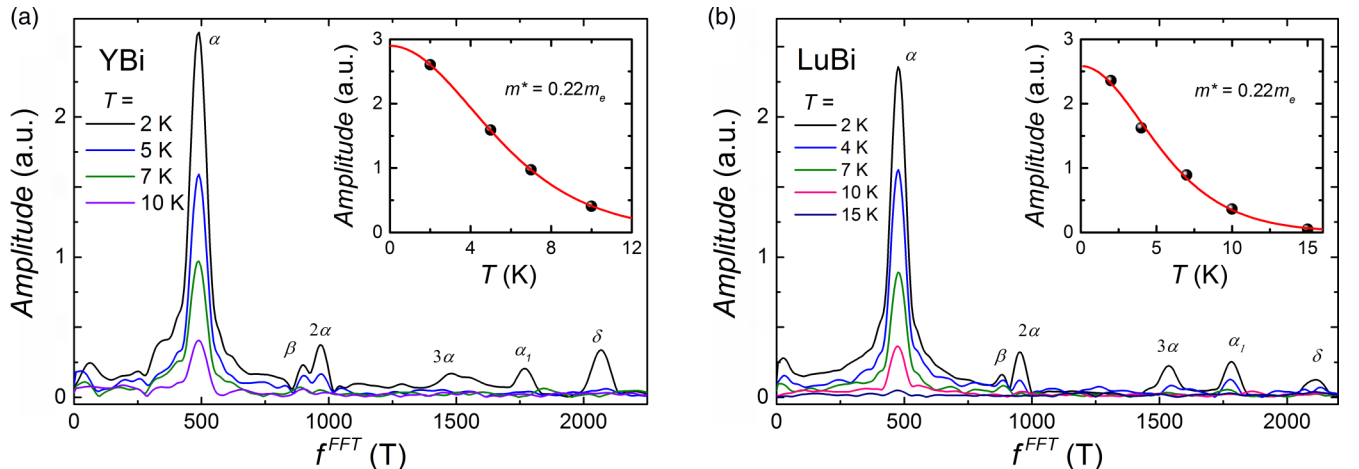 (a)
YBi
T =
2 K
5 K
7 K
10 K
α
β
2α
3α
α₁
δ
Amplitude (a.u.)
0
1
2
0
500
1000
1500
2000
f^FFT (T)
m* = 0.22mₑ
Amplitude (a.u.)
3
2
1
0
0
4
8
12
T (K)
(b)
LuBi
T =
2 K
4 K
7 K
10 K
15 K
α
β
2α
3α
α₁
δ
Amplitude (a.u.)
2
1
0
0
500
1000
1500
2000
f^FFT (T)
m* = 0.22mₑ
Amplitude (a.u.)
3
2
1
0
0
5
10
15
T (K)